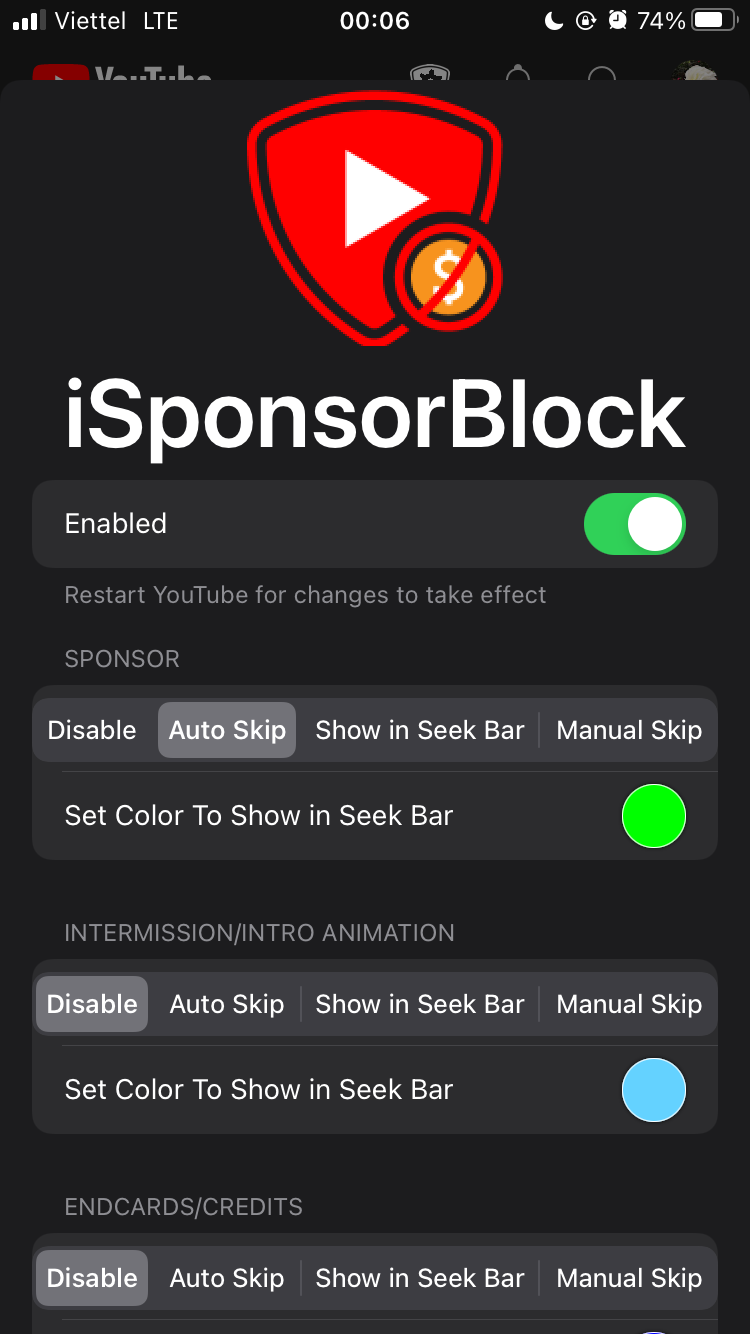 Viettel LTE 00:06 74%
YouTube
$
iSponsorBlock
Enabled
Restart YouTube for changes to take effect
SPONSOR
Disable Auto Skip Show in Seek Bar Manual Skip
Set Color To Show in Seek Bar
INTERMISSION/INTRO ANIMATION
Disable Auto Skip Show in Seek Bar Manual Skip
Set Color To Show in Seek Bar
ENDCARDS/CREDITS
Disable Auto Skip Show in Seek Bar Manual Skip